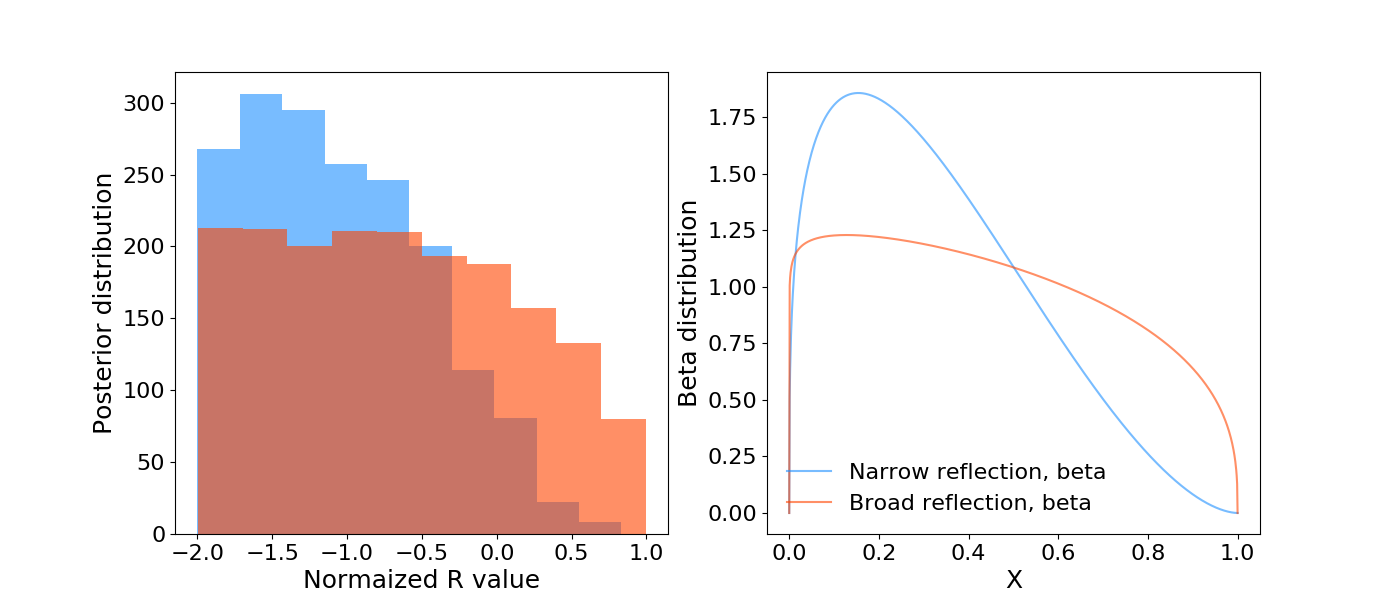 Posterior distribution
300
250
200
150
100
50
0
−2.0 −1.5 −1.0 −0.5 0.0 0.5 1.0
Normaized R value
Beta distribution
1.75
1.50
1.25
1.00
0.75
0.50
0.25
0.00
Narrow reflection, beta
Broad reflection, beta
0.0 0.2 0.4 0.6 0.8 1.0
X